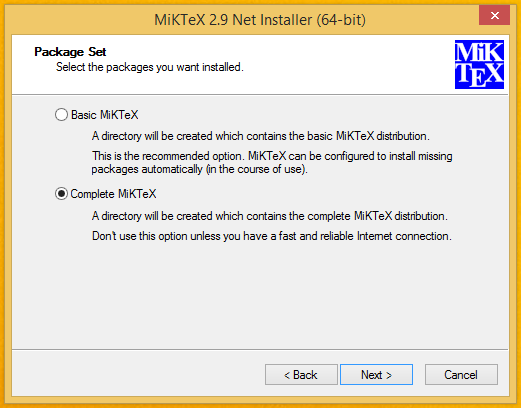 MiKTeX 2.9 Net Installer (64-bit)
Package Set
Select the packages you want installed.
MiK
TEX
Basic MiKTeX
A directory will be created which contains the basic MiKTeX distribution.
This is the recommended option. MiKTeX can be configured to install missing
packages automatically (in the course of use).
Complete MiKTeX
A directory will be created which contains the complete MiKTeX distribution.
Don't use this option unless you have a fast and reliable Internet connection.
< Back
Next >
Cancel